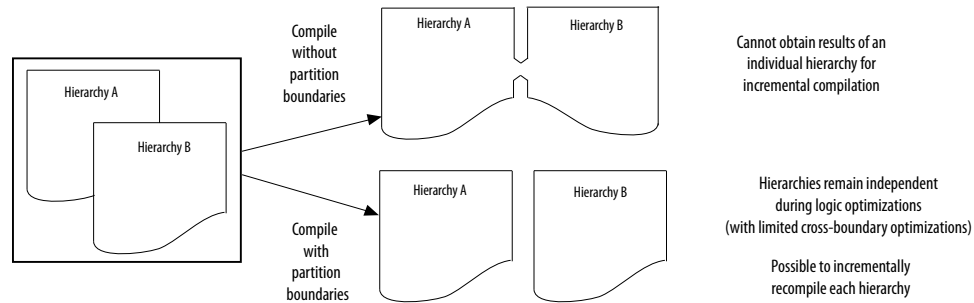 Hierarchy A
Hierarchy B
Compile
without
partition
boundaries
Hierarchy A
Hierarchy B
Cannot obtain results of an
individual hierarchy for
incremental compilation
Compile
with
partition
boundaries
Hierarchy A
Hierarchy B
Hierarchies remain independent
during logic optimizations
(with limited cross-boundary optimizations)
Possible to incrementally
recompile each hierarchy